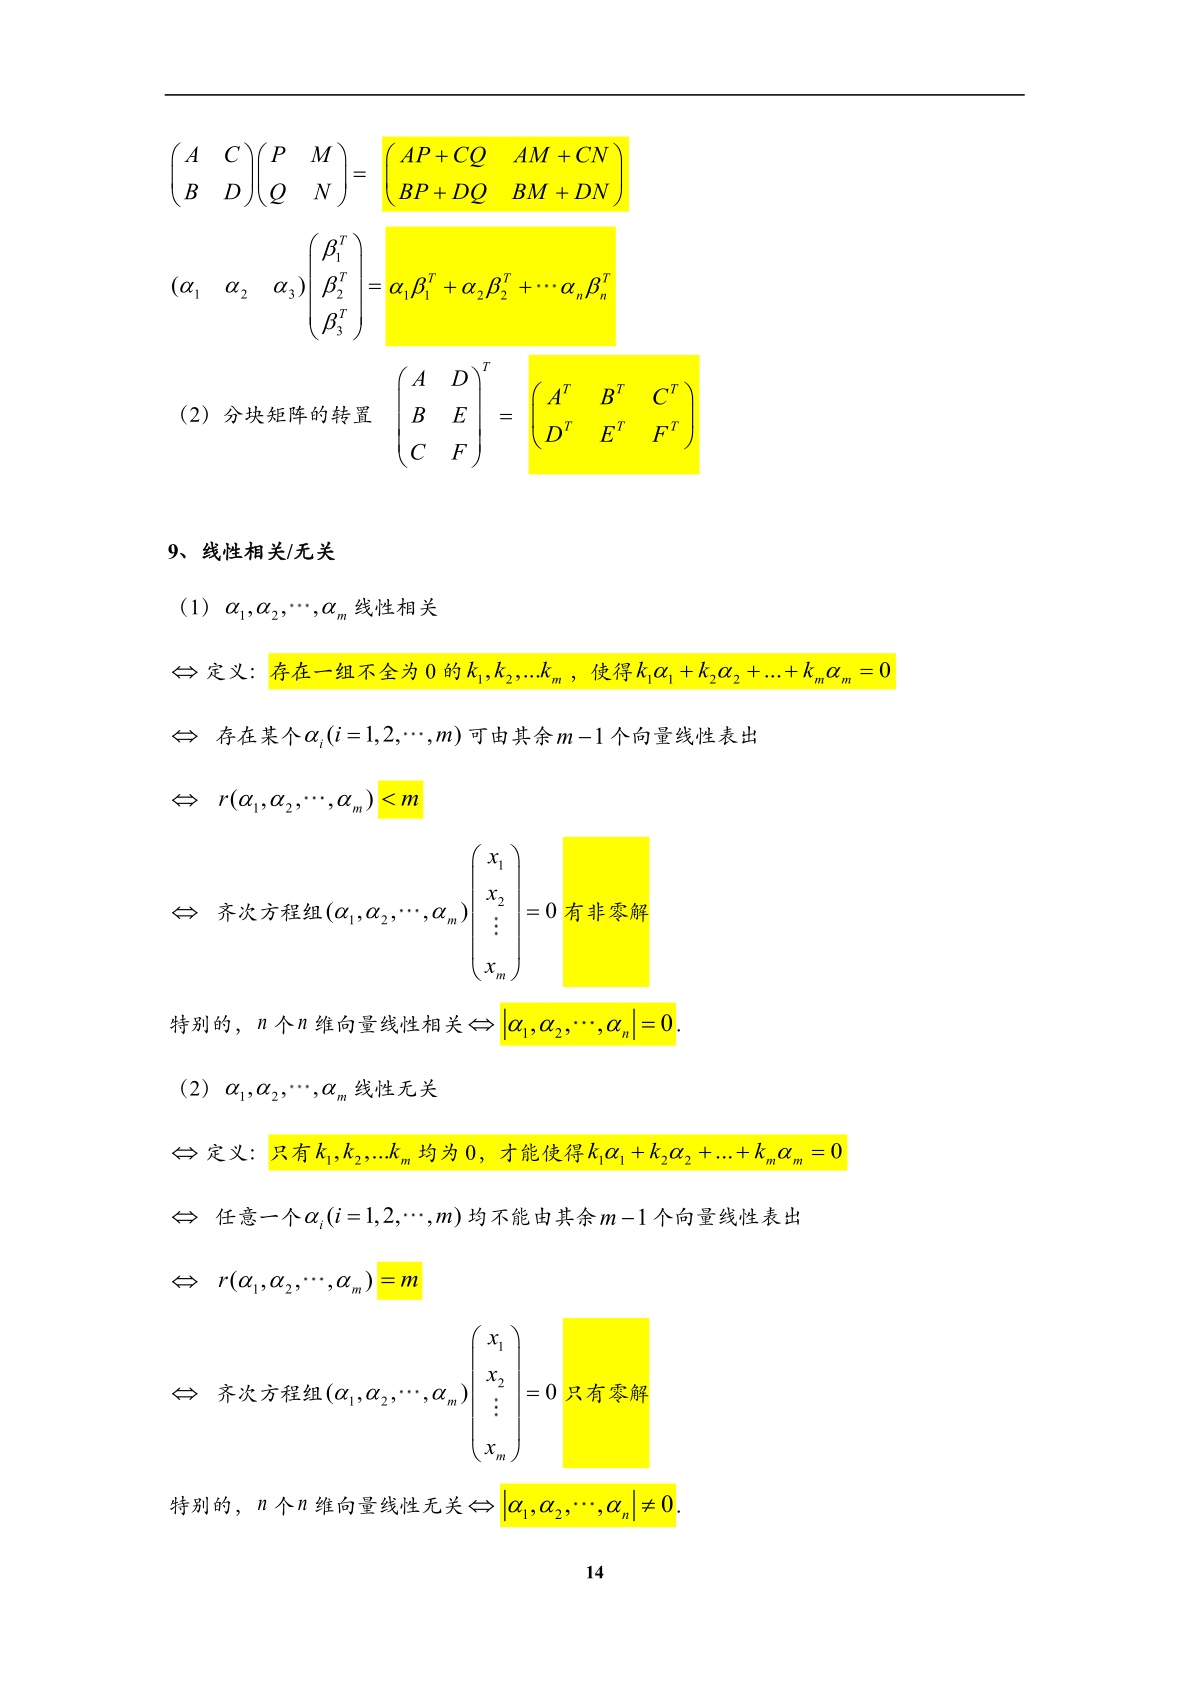 $\begin{pmatrix} A & C \\ B & D \end{pmatrix}\begin{pmatrix} P & M \\ Q & N \end{pmatrix} = \begin{pmatrix} AP+CQ & AM+CN \\ BP+DQ & BM+DN \end{pmatrix}$
$(\alpha_1 \quad \alpha_2 \quad \alpha_3)\begin{pmatrix} \beta_1^T \\ \beta_2^T \\ \beta_3^T \end{pmatrix} = \alpha_1\beta_1^T + \alpha_2\beta_2^T + \cdots \alpha_n\beta_n^T$
（2）分块矩阵的转置 $\begin{pmatrix} A & D \\ B & E \\ C & F \end{pmatrix}^T = \begin{pmatrix} A^T & B^T & C^T \\ D^T & E^T & F^T \end{pmatrix}$
9、线性相关/无关
（1）$\alpha_1,\alpha_2,\cdots,\alpha_m$ 线性相关
⇔ 定义：存在一组不全为 0 的 $k_1,k_2,...k_m$ ，使得 $k_1\alpha_1+k_2\alpha_2+...+k_m\alpha_m=0$
⇔ 存在某个 $\alpha_i(i=1,2,\cdots,m)$ 可由其余 $m-1$ 个向量线性表出
⇔ $r(\alpha_1,\alpha_2,\cdots,\alpha_m)<m$
⇔ 齐次方程组 $(\alpha_1,\alpha_2,\cdots,\alpha_m)\begin{pmatrix} x_1 \\ x_2 \\ \vdots \\ x_m \end{pmatrix}=0$ 有非零解
特别的，n 个 n 维向量线性相关 ⇔ $|\alpha_1,\alpha_2,\cdots,\alpha_n|=0$.
（2）$\alpha_1,\alpha_2,\cdots,\alpha_m$ 线性无关
⇔ 定义：只有 $k_1,k_2,...k_m$ 均为 0，才能使得 $k_1\alpha_1+k_2\alpha_2+...+k_m\alpha_m=0$
⇔ 任意一个 $\alpha_i(i=1,2,\cdots,m)$ 均不能由其余 $m-1$ 个向量线性表出
⇔ $r(\alpha_1,\alpha_2,\cdots,\alpha_m)=m$
⇔ 齐次方程组 $(\alpha_1,\alpha_2,\cdots,\alpha_m)\begin{pmatrix} x_1 \\ x_2 \\ \vdots \\ x_m \end{pmatrix}=0$ 只有零解
特别的，n 个 n 维向量线性无关 ⇔ $|\alpha_1,\alpha_2,\cdots,\alpha_n|\neq 0$.
14